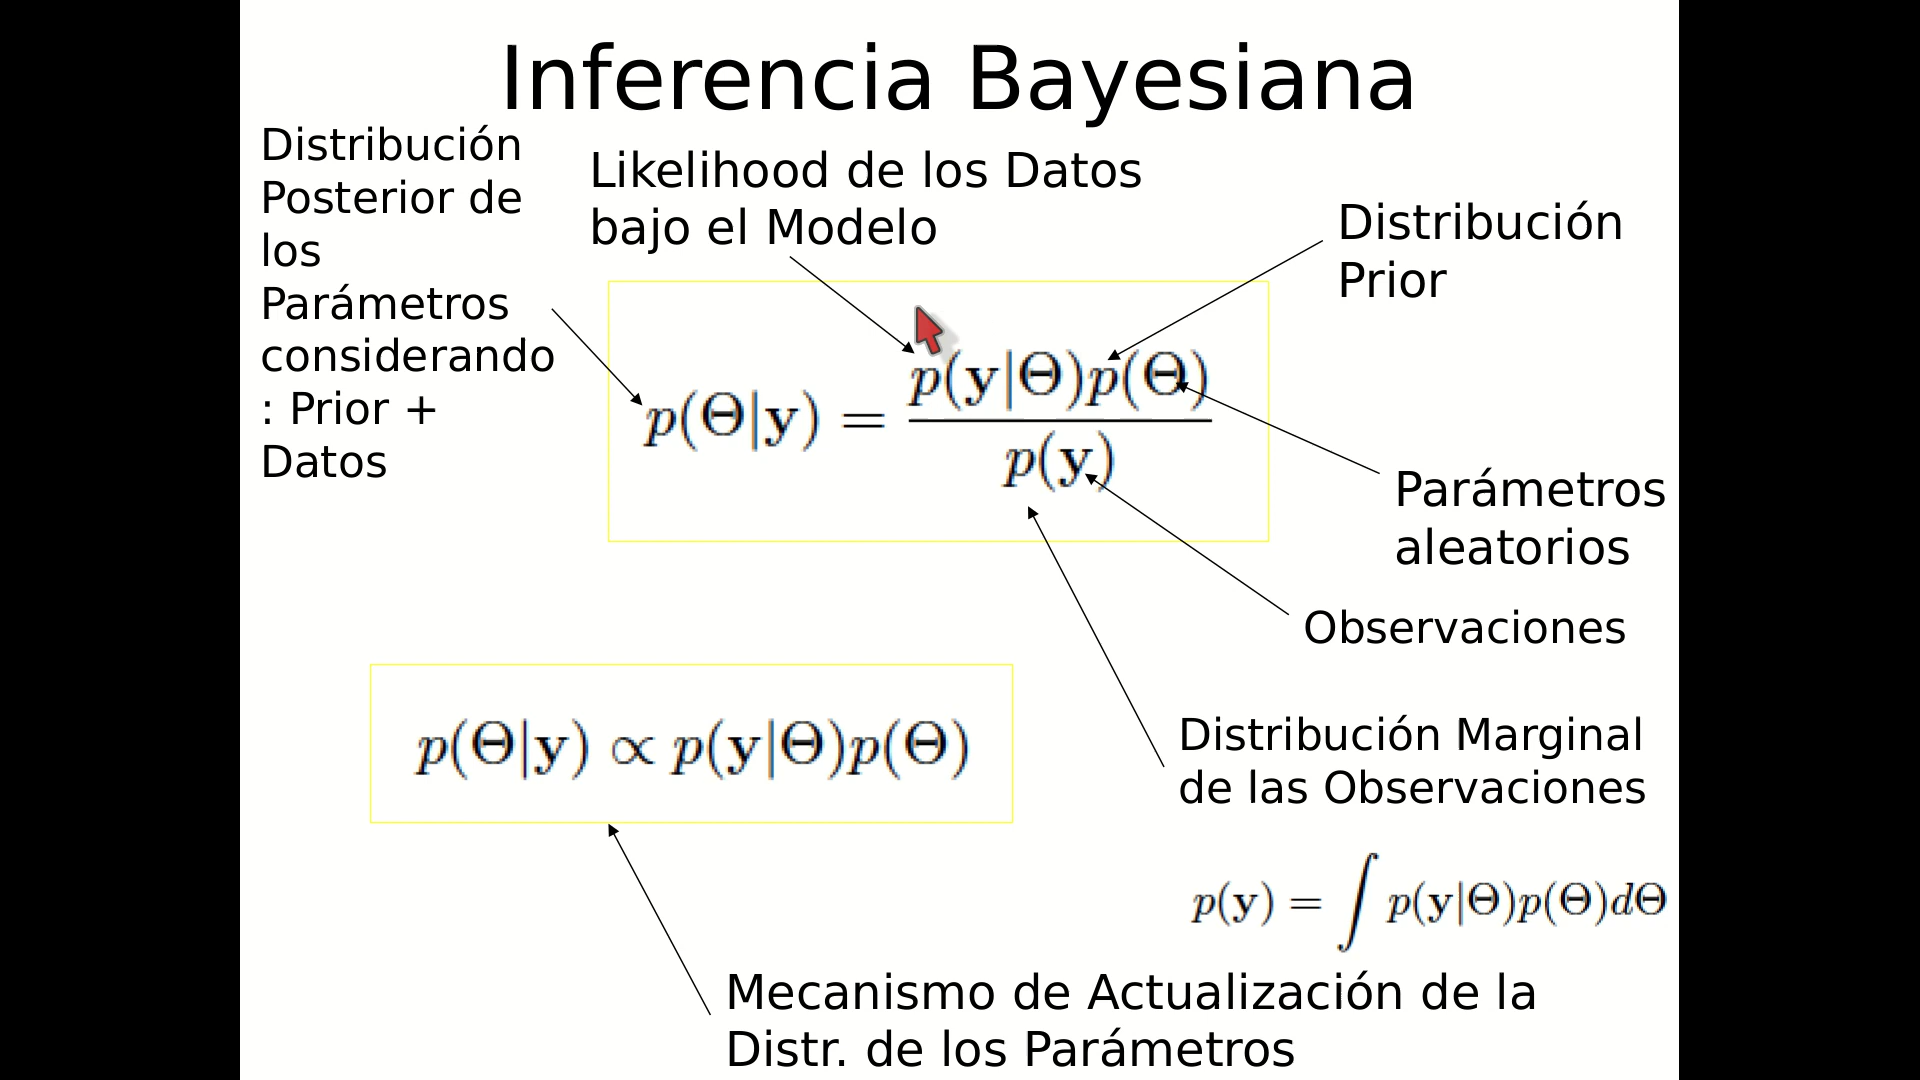 Inferencia Bayesiana
Distribución
Posterior de
los
Parámetros
considerando
: Prior +
Datos
Likelihood de los Datos
bajo el Modelo
Distribución
Prior
p(Θ|y) = p(y|Θ)p(Θ)
p(y)
Parámetros
aleatorios
Observaciones
p(Θ|y) ∝ p(y|Θ)p(Θ)
Distribución Marginal
de las Observaciones
p(y) = ∫ p(y|Θ)p(Θ)dΘ
Mecanismo de Actualización de la
Distr. de los Parámetros